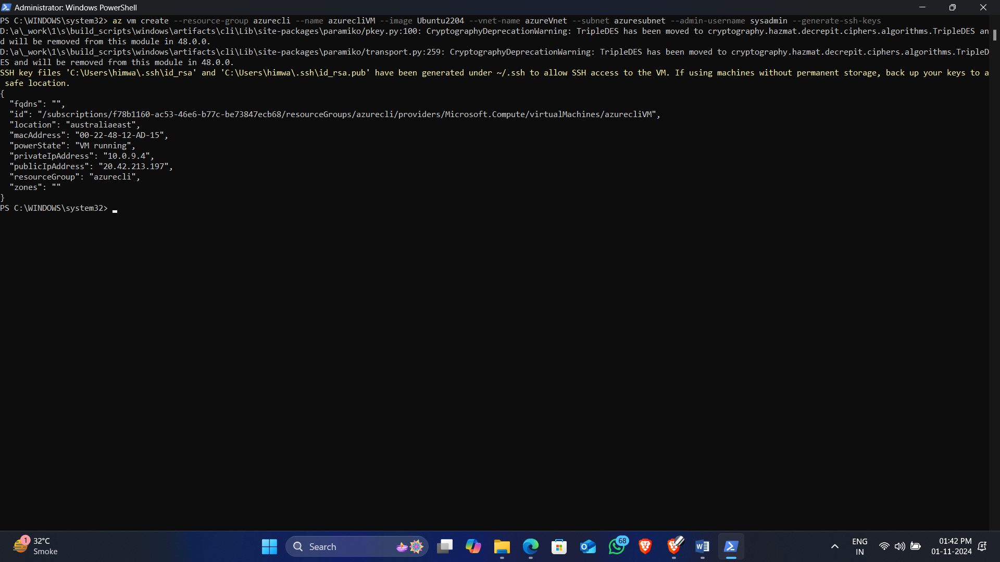 Administrator: Windows PowerShell
PS C:\WINDOWS\system32> az vm create --resource-group azurecli --name azurecliVM --image Ubuntu2204 --vnet-name azureVnet --subnet azuresubnet --admin-username sysadmin --generate-ssh-keys
D:\a\_work\1\s\build_scripts\windows\artifacts\cli\Lib\site-packages\paramiko/pkey.py:100: CryptographyDeprecationWarning: TripleDES has been moved to cryptography.hazmat.decrepit.ciphers.algorithms.TripleDES an
d will be removed from this module in 48.0.0.
D:\a\_work\1\s\build_scripts\windows\artifacts\cli\Lib\site-packages\paramiko/transport.py:259: CryptographyDeprecationWarning: TripleDES has been moved to cryptography.hazmat.decrepit.ciphers.algorithms.TripleD
ES and will be removed from this module in 48.0.0.
SSH key files 'C:\Users\himwa\.ssh\id_rsa' and 'C:\Users\himwa\.ssh\id_rsa.pub' have been generated under ~/.ssh to allow SSH access to the VM. If using machines without permanent storage, back up your keys to a
 safe location.
{
  "fqdns": "",
  "id": "/subscriptions/f78b1160-ac53-46e6-b77c-be73847ecb68/resourceGroups/azurecli/providers/Microsoft.Compute/virtualMachines/azurecliVM",
  "location": "australiaeast",
  "macAddress": "00-22-48-12-AD-15",
  "powerState": "VM running",
  "privateIpAddress": "10.0.9.4",
  "publicIpAddress": "20.42.213.197",
  "resourceGroup": "azurecli",
  "zones": ""
}
PS C:\WINDOWS\system32>
1
32°C
Smoke
Search
68
ENG
IN
01:42 PM
01-11-2024